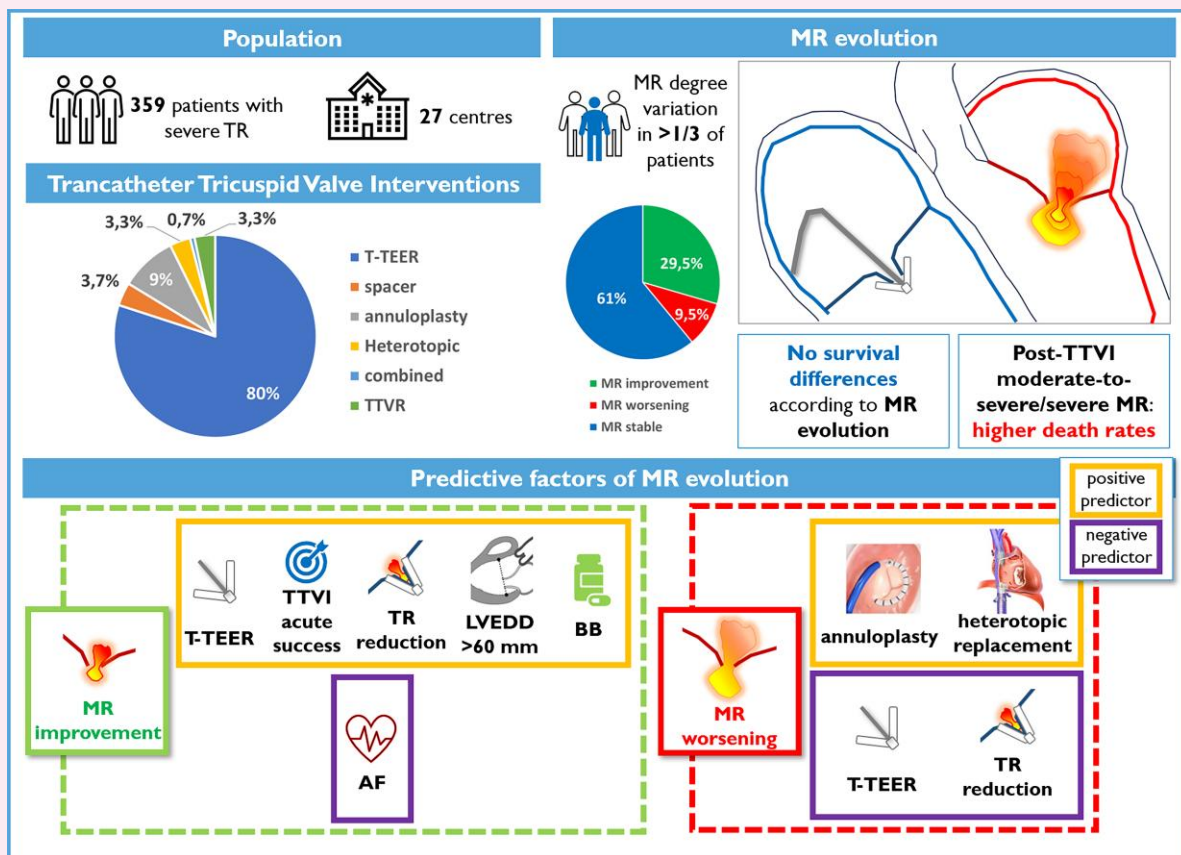 Population
359 patients with
severe TR
27 centres
Trancatheter Tricuspid Valve Interventions
3,3%
0,7%
3,3%
3,7%
9%
80%
T-TEER
spacer
annuloplasty
Heterotopic
combined
TTVR
MR evolution
MR degree
variation
in >1/3 of
patients
29,5%
61%
9,5%
MR improvement
MR worsening
MR stable
No survival
differences
according to MR
evolution
Post-TTVI
moderate-to-
severe/severe MR:
higher death rates
Predictive factors of MR evolution
positive
predictor
negative
predictor
MR
improvement
T-TEER
TTVI
acute
success
TR
reduction
LVEDD
>60 mm
BB
AF
MR
worsening
annuloplasty
heterotopic
replacement
T-TEER
TR
reduction